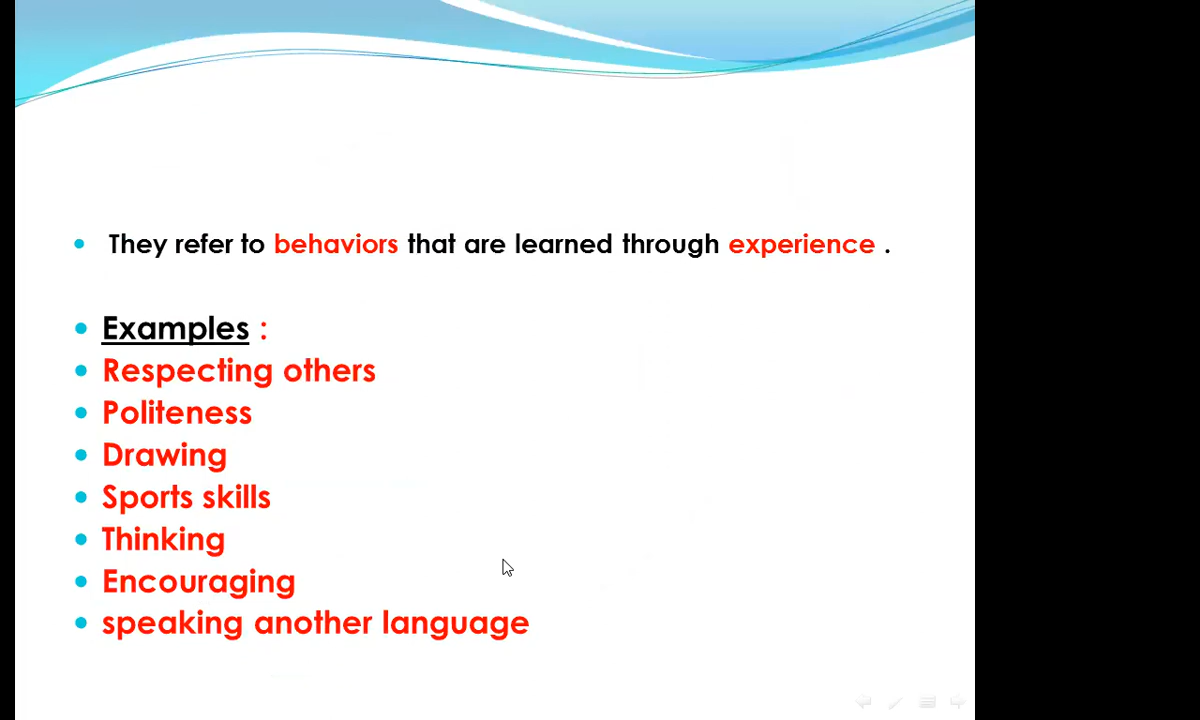 They refer to behaviors that are learned through experience .
Examples :
Respecting others
Politeness
Drawing
Sports skills
Thinking
Encouraging
speaking another language